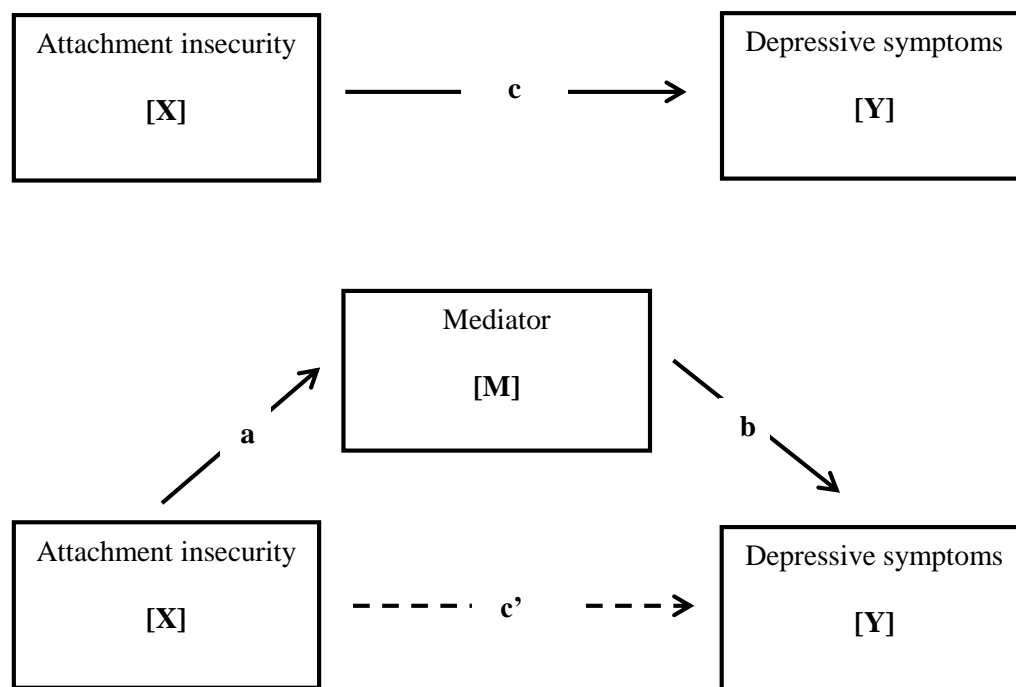 Attachment insecurity
[X]
c
Depressive symptoms
[Y]
Mediator
[M]
a
b
Attachment insecurity
[X]
c’
Depressive symptoms
[Y]